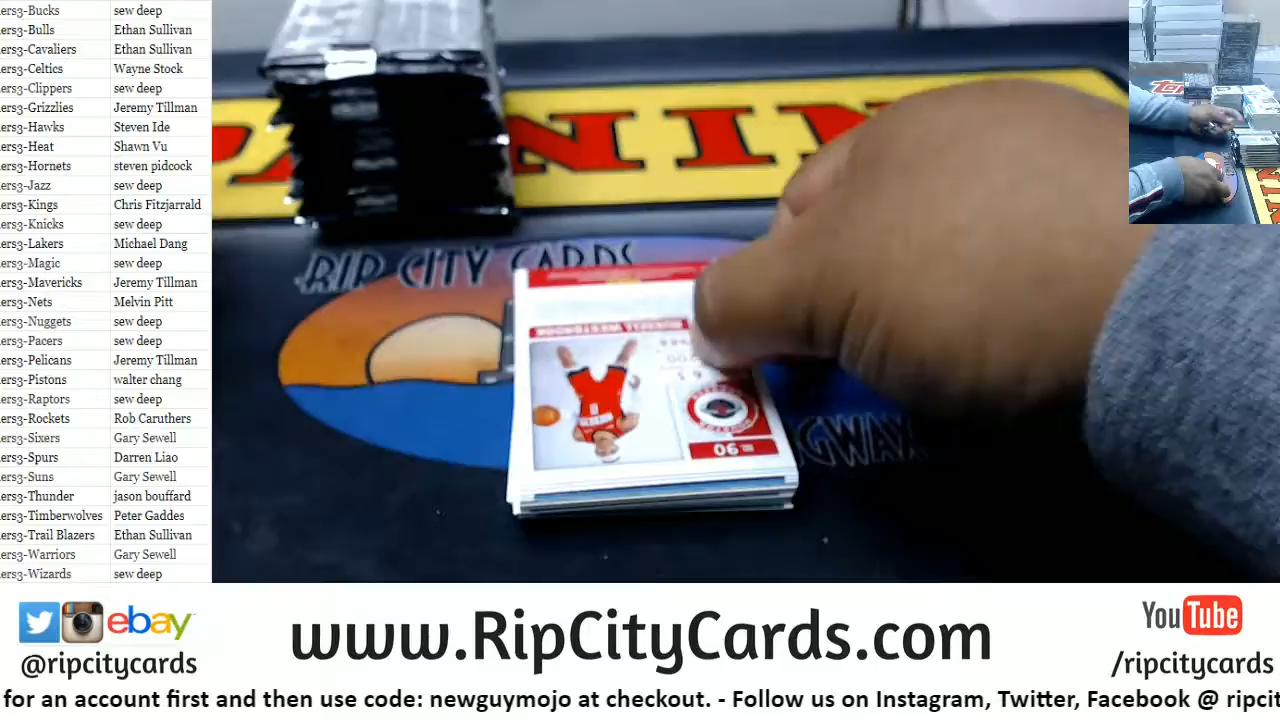 ers3-Bucks sew deep
ers3-Bulls Ethan Sullivan
ers3-Cavaliers Ethan Sullivan
ers3-Celtics Wayne Stock
ers3-Clippers sew deep
ers3-Grizzlies Jeremy Tillman
ers3-Hawks Steven Ide
ers3-Heat Shawn Vu
ers3-Hornets steven pidcock
ers3-Jazz sew deep
ers3-Kings Chris Fitzjarrald
ers3-Knicks sew deep
ers3-Lakers Michael Dang
ers3-Magic sew deep
ers3-Mavericks Jeremy Tillman
ers3-Nets Melvin Pitt
ers3-Nuggets sew deep
ers3-Pacers sew deep
ers3-Pelicans Jeremy Tillman
ers3-Pistons walter chang
ers3-Raptors sew deep
ers3-Rockets Rob Caruthers
ers3-Sixers Gary Sewell
ers3-Spurs Darren Liao
ers3-Suns Gary Sewell
ers3-Thunder jason bouffard
ers3-Timberwolves Peter Gaddes
ers3-Trail Blazers Ethan Sullivan
ers3-Warriors Gary Sewell
ers3-Wizards sew deep
PANINI
RIP CITY CARDS
RUSSELL WESTBROOK
90
GWAX
ebay
@ripcitycards
www.RipCityCards.com
YouTube
/ripcitycards
for an account first and then use code: newguymojo at checkout. - Follow us on Instagram, Twitter, Facebook @ ripcit